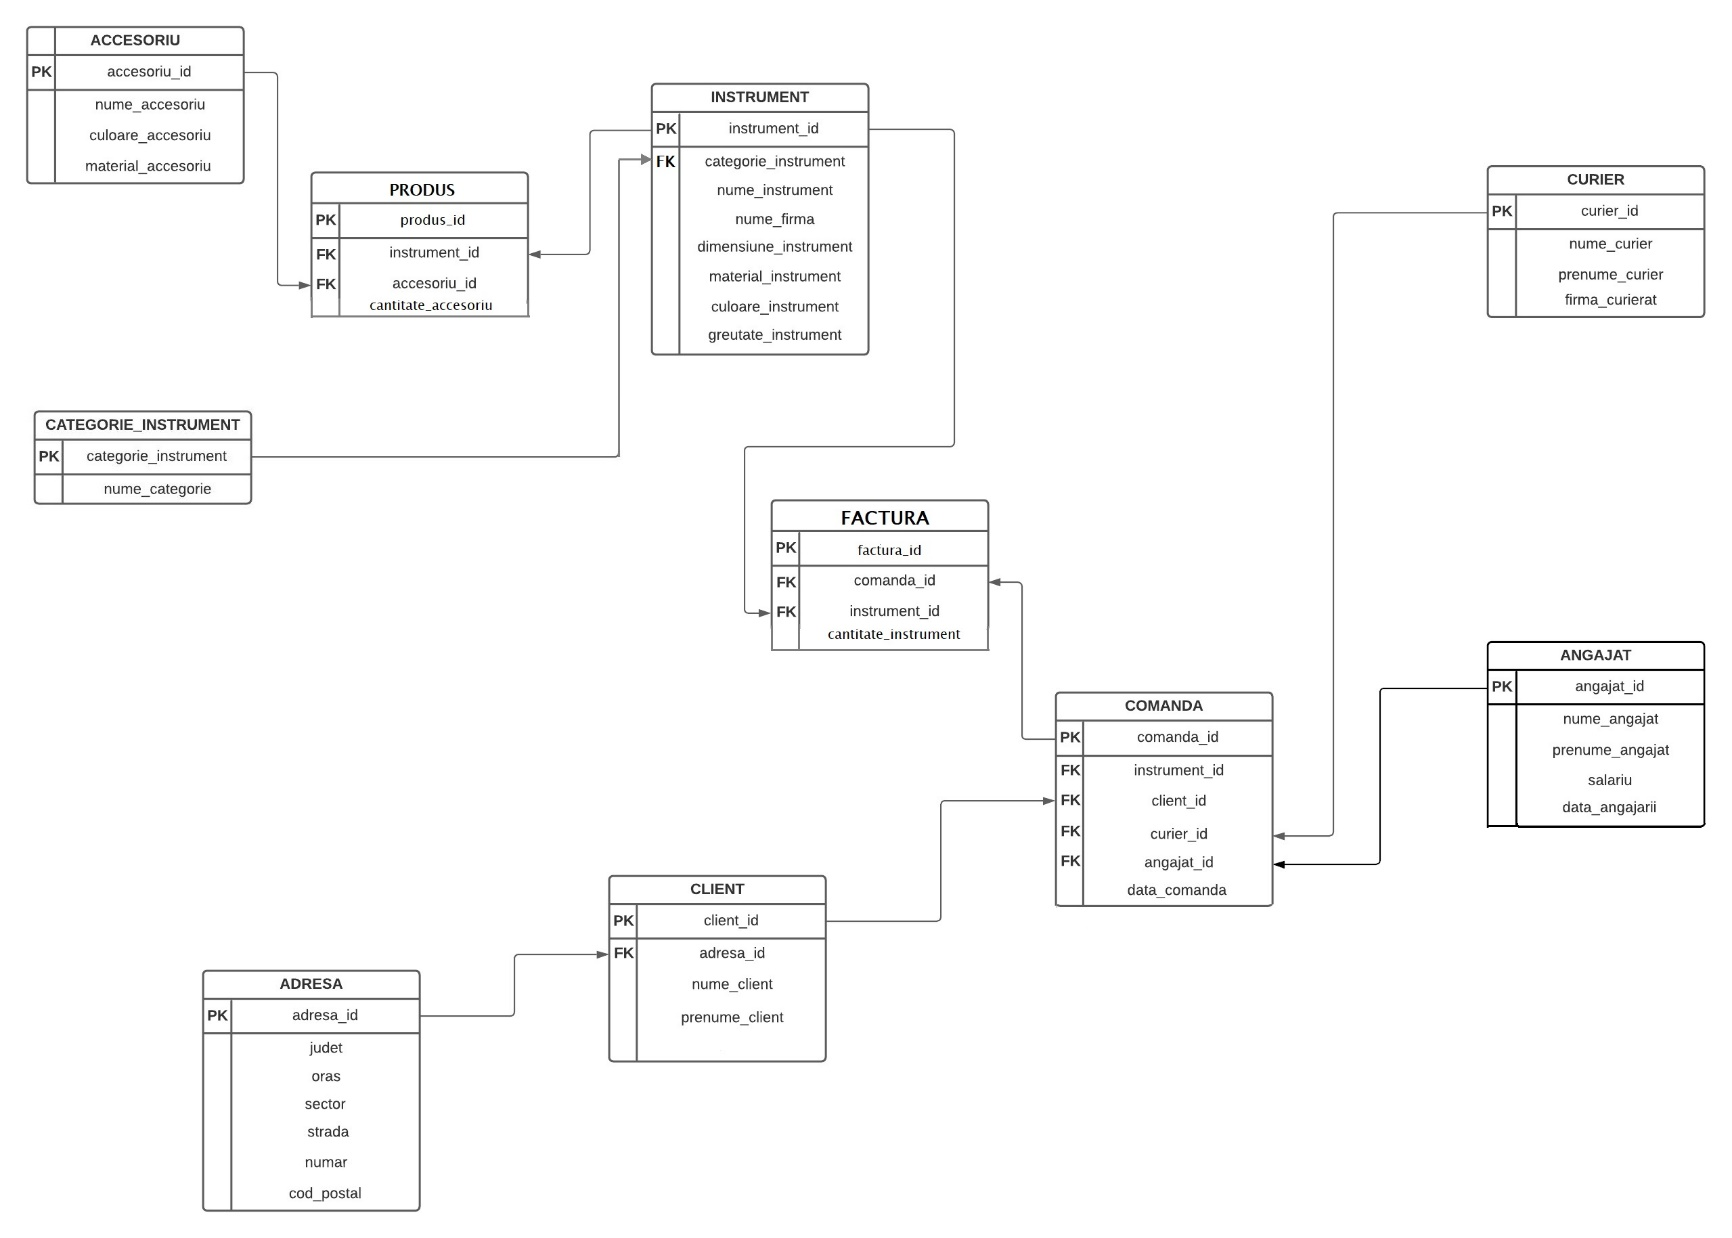 ACCESORIU
PK accesoriu_id
nume_accesoriu
culoare_accesoriu
material_accesoriu
INSTRUMENT
PK instrument_id
FK categorie_instrument
nume_instrument
nume_firma
dimensiune_instrument
material_instrument
culoare_instrument
greutate_instrument
PRODUS
PK produs_id
FK instrument_id
FK accesoriu_id
cantitate_accesoriu
CURIER
PK curier_id
nume_curier
prenume_curier
firma_curierat
CATEGORIE_INSTRUMENT
PK categorie_instrument
nume_categorie
FACTURA
PK factura_id
FK comanda_id
FK instrument_id
cantitate_instrument
ANGAJAT
PK angajat_id
nume_angajat
prenume_angajat
salariu
data_angajarii
COMANDA
PK comanda_id
FK instrument_id
FK client_id
FK curier_id
FK angajat_id
data_comanda
CLIENT
PK client_id
FK adresa_id
nume_client
prenume_client
ADRESA
PK adresa_id
judet
oras
sector
strada
numar
cod_postal